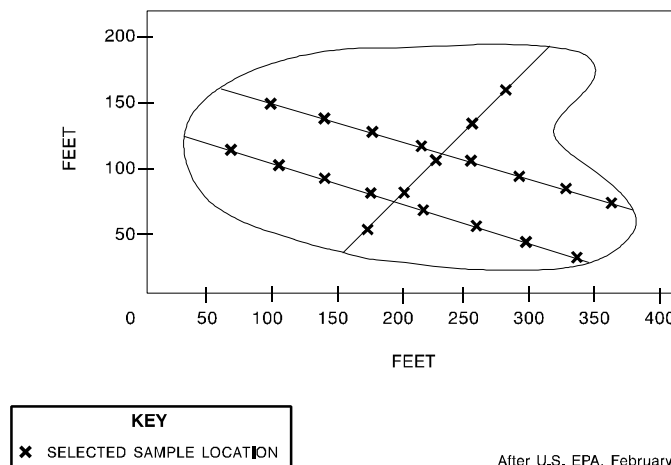 200
150
FEET
100
50
0 50 100 150 200 250 300 350 400
FEET
KEY
SELECTED SAMPLE LOCATION
After U.S. EPA, February